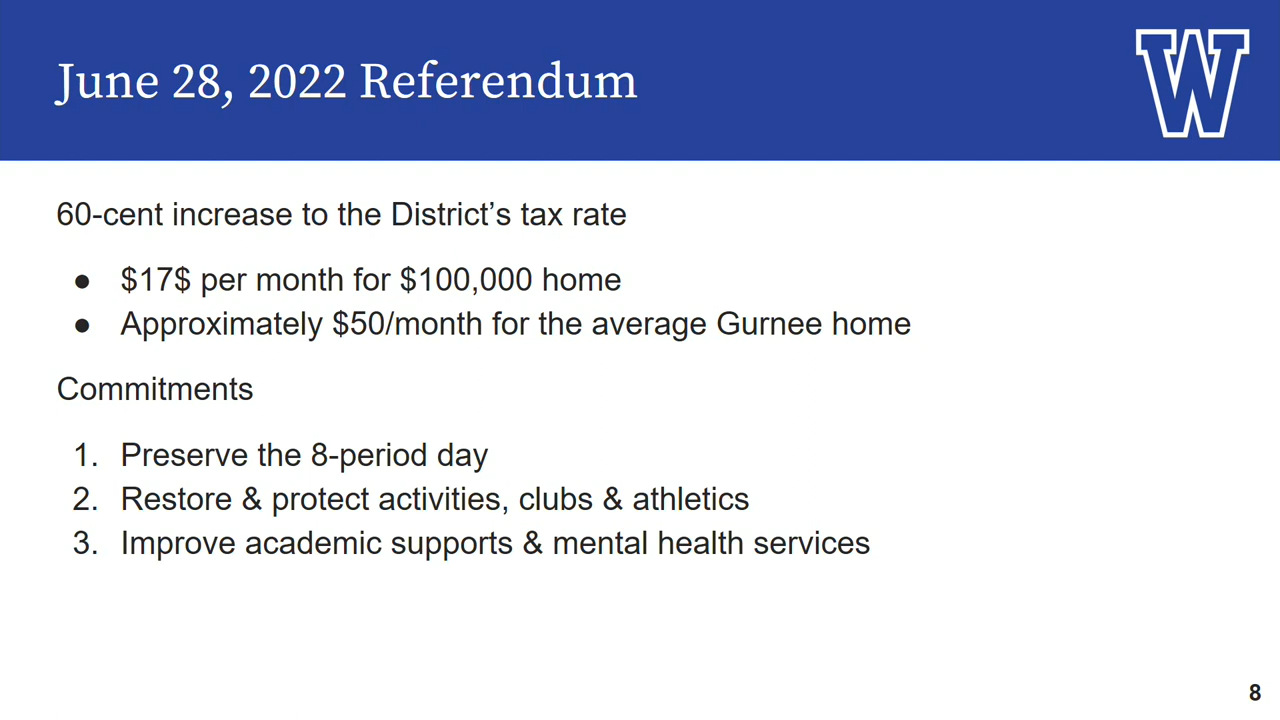 June 28, 2022 Referendum
W
60-cent increase to the District’s tax rate
● $17$ per month for $100,000 home
● Approximately $50/month for the average Gurnee home
Commitments
1. Preserve the 8-period day
2. Restore & protect activities, clubs & athletics
3. Improve academic supports & mental health services
8